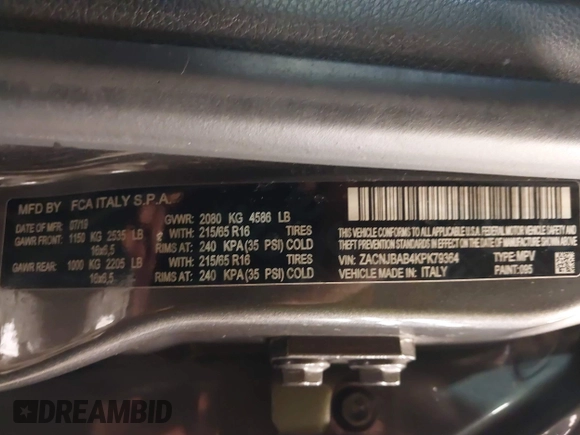 MFD BY FCA ITALY S.P.A.
DATE OF MFR: 07/19 GVWR: 2080 KG 4586 LB
GAWR FRONT: 1150 KG 2535 LB TIRES 215/65 R16
16x6,5 RIMS AT: 240 KPA(35 PSI) COLD
GAWR REAR: 1000 KG 2205 LB TIRES 215/65 R16
16x6,5 RIMS AT: 240 KPA(35 PSI) COLD
THIS VEHICLE CONFORMS TO ALL APPLICABLE U.S.A. FEDERAL MOTOR
VEHICLE SAFETY, BUMPER AND THEFT PREVENTION STANDARDS IN
EFFECT ON THE DATE OF MANUFACTURE SHOWN ABOVE.
VIN: ZACNJBAB4KPK79364 TYPE: MPV
VEHICLE MADE IN: ITALY PAINT: 095
DREAMBID